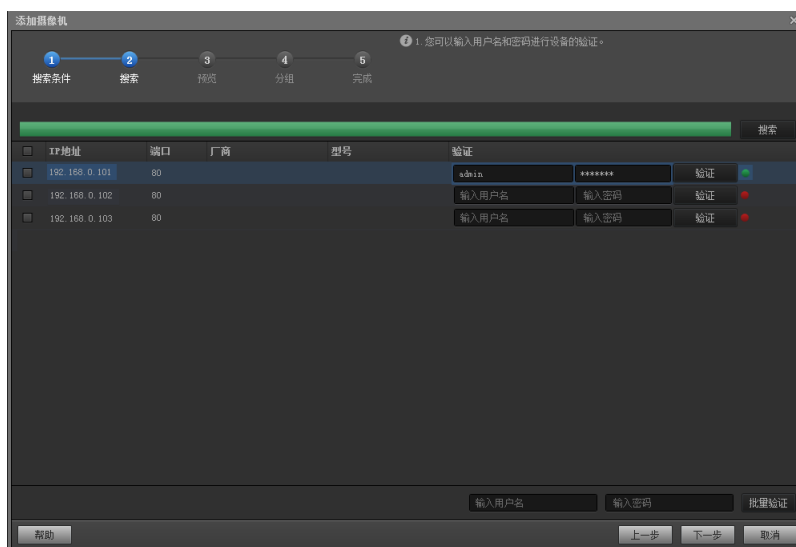 添加摄像机
1. 您可以输入用户名和密码进行设备的验证。
1 2 3 4 5
搜索条件 搜索 预览 分组 完成
搜索
IP地址 端口 厂商 型号 验证
192.168.0.101 80 admin ******* 验证
192.168.0.102 80 输入用户名 输入密码 验证
192.168.0.103 80 输入用户名 输入密码 验证
输入用户名 输入密码 批量验证
帮助 上一步 下一步 取消